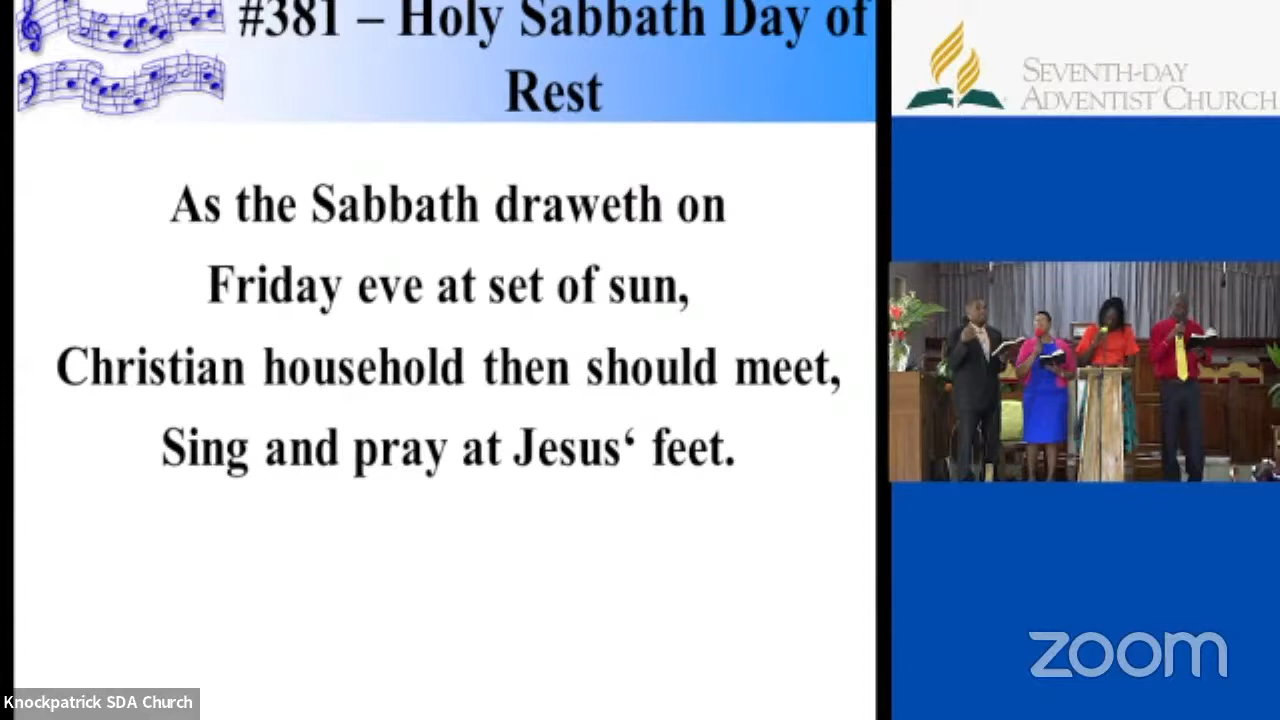 #381 – Holy Sabbath Day of
Rest
As the Sabbath draweth on
Friday eve at set of sun,
Christian household then should meet,
Sing and pray at Jesus‘ feet.
SEVENTH-DAY
ADVENTIST CHURCH
zoom
Knockpatrick SDA Church